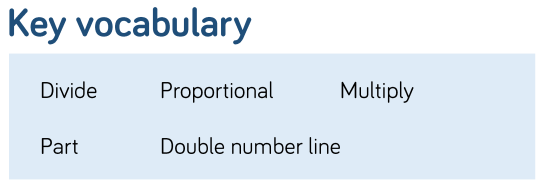 Key vocabulary
Divide Proportional Multiply
Part Double number line